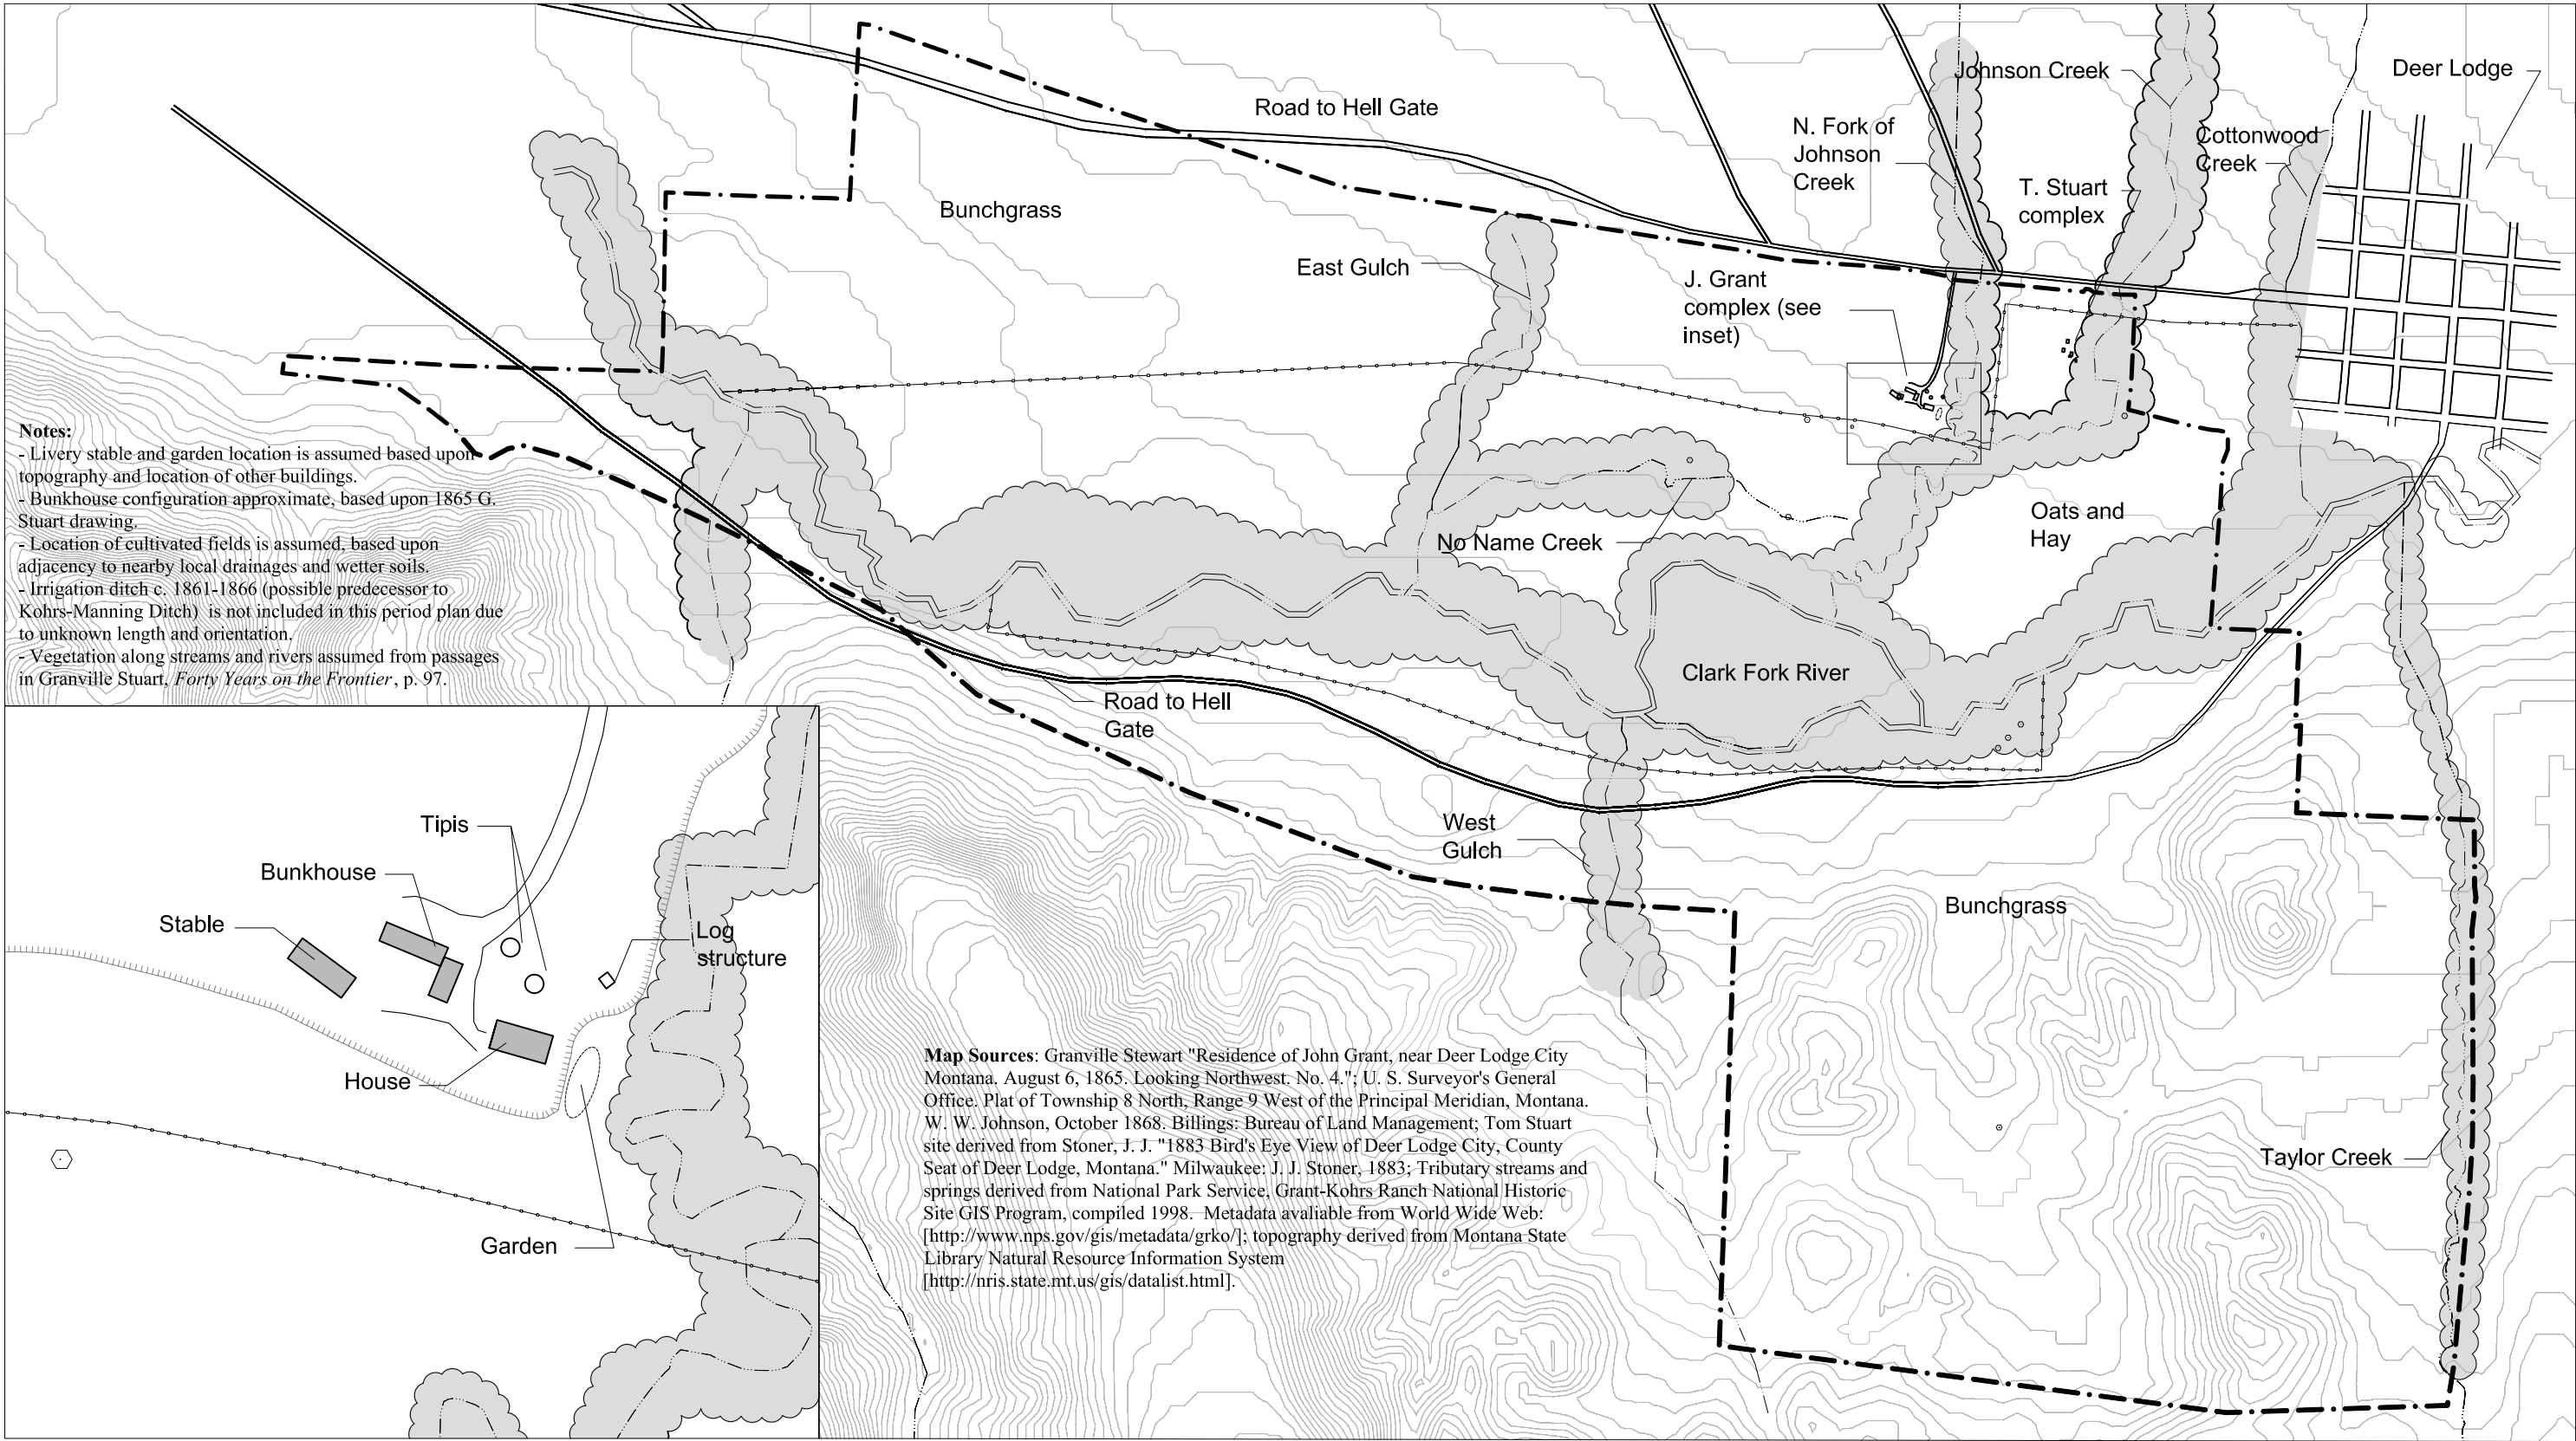 Johnson Creek
Deer Lodge
Road to Hell Gate
N. Fork of
Johnson
Creek
Cottonwood
Creek
T. Stuart
complex
Bunchgrass
East Gulch
J. Grant
complex (see
inset)
Notes:
- Livery stable and garden location is assumed based upon
topography and location of other buildings.
- Bunkhouse configuration approximate, based upon 1865 G.
Stuart drawing.
- Location of cultivated fields is assumed, based upon
adjacency to nearby local drainages and wetter soils.
- Irrigation ditch c. 1861-1866 (possible predecessor to
Kohrs-Manning Ditch) is not included in this period plan due
to unknown length and orientation.
- Vegetation along streams and rivers assumed from passages
in Granville Stuart, Forty Years on the Frontier, p. 97.
No Name Creek
Oats and
Hay
Clark Fork River
Road to Hell
Gate
West
Gulch
Bunchgrass
Taylor Creek
Tipis
Bunkhouse
Stable
Log
structure
House
Garden
Map Sources: Granville Stewart "Residence of John Grant, near Deer Lodge City
Montana. August 6, 1865. Looking Northwest. No. 4."; U. S. Surveyor's General
Office. Plat of Township 8 North, Range 9 West of the Principal Meridian, Montana.
W. W. Johnson, October 1868. Billings: Bureau of Land Management; Tom Stuart
site derived from Stoner, J. J. "1883 Bird's Eye View of Deer Lodge City, County
Seat of Deer Lodge, Montana." Milwaukee: J. J. Stoner, 1883; Tributary streams and
springs derived from National Park Service, Grant-Kohrs Ranch National Historic
Site GIS Program, compiled 1998. Metadata avaliable from World Wide Web:
[http://www.nps.gov/gis/metadata/grko/]; topography derived from Montana State
Library Natural Resource Information System
[http://nris.state.mt.us/gis/datalist.html].